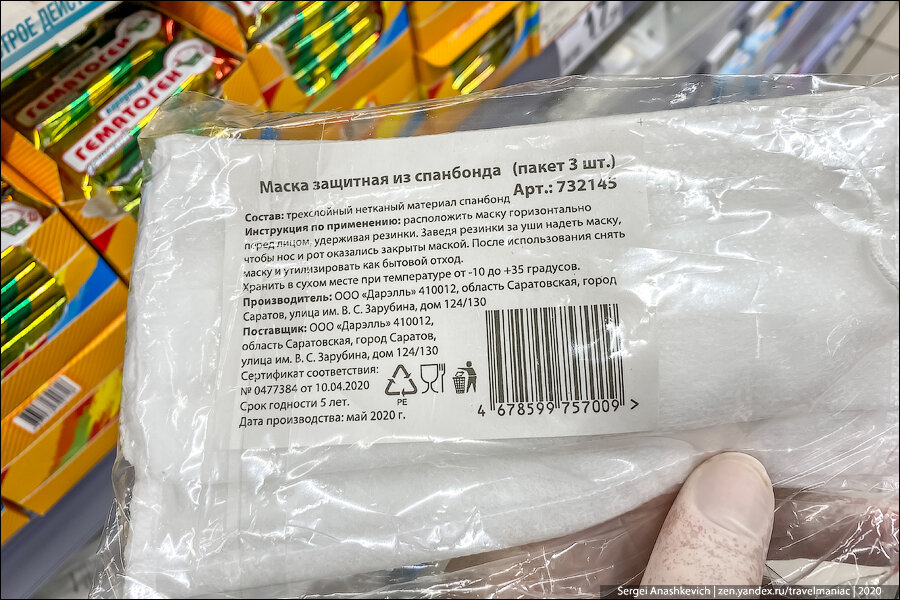 ТРОЕ ДЕЙСТ
ГЕМАТОГЕН
ГЕМАТОГЕН
Маска защитная из спанбонда (пакет 3 шт.)
Арт.: 732145
Состав: трехслойный нетканый материал спанбонд
Инструкция по применению: расположить маску горизонтально
перед лицом, удерживая резинки. Заведя резинки за уши надеть маску,
чтобы нос и рот оказались закрыты маской. После использования снять
маску и утилизировать как бытовой отход.
Хранить в сухом месте при температуре от -10 до +35 градусов.
Производитель: ООО «Дарэлль» 410012, область Саратовская, город
Саратов, улица им. В. С. Зарубина, дом 124/130
Поставщик: ООО «Дарэлль» 410012,
область Саратовская, город Саратов,
улица им. В. С. Зарубина, дом 124/130
Сертификат соответствия:
№ 0477384 от 10.04.2020
Срок годности 5 лет.
Дата производства: май 2020 г.
PE
4 678599 757009 >
Sergei Anashkevich | zen.yandex.ru/travelmaniac | 2020